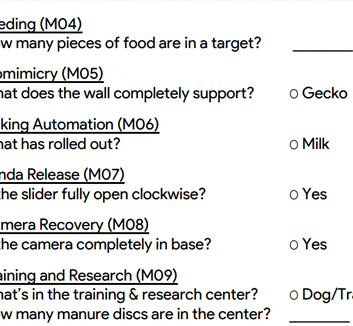 eding (M04)
w many pieces of food are in a target? ________
omimicry (M05)
hat does the wall completely support? ○ Gecko
king Automation (M06)
hat has rolled out? ○ Milk
nda Release (M07)
the slider fully open clockwise? ○ Yes
mera Recovery (M08)
the camera completely in base? ○ Yes
aining and Research (M09)
hat's in the training & research center? ○ Dog/Tra
w many manure discs are in the center? ________